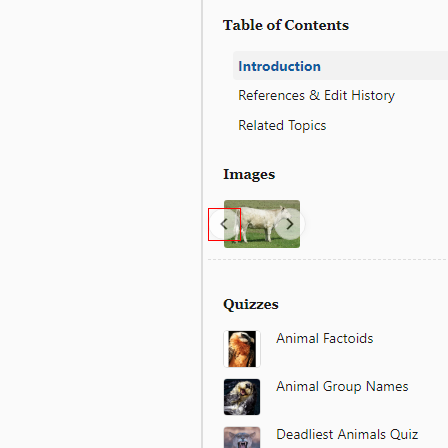 Table of Contents
Introduction
References & Edit History
Related Topics
Images
Quizzes
Animal Factoids
Animal Group Names
Deadliest Animals Quiz